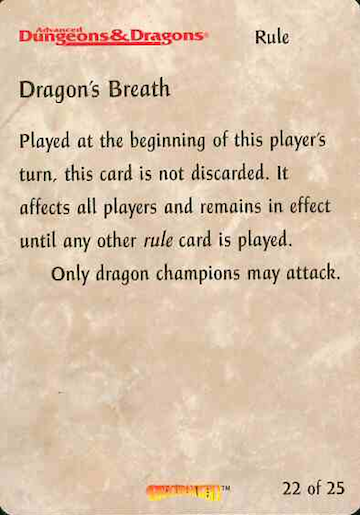 Advanced
Dungeons & Dragons® Rule
Dragon's Breath
Played at the beginning of this player's
turn, this card is not discarded. It
affects all players and remains in effect
until any other rule card is played.
Only dragon champions may attack.
™ 22 of 25